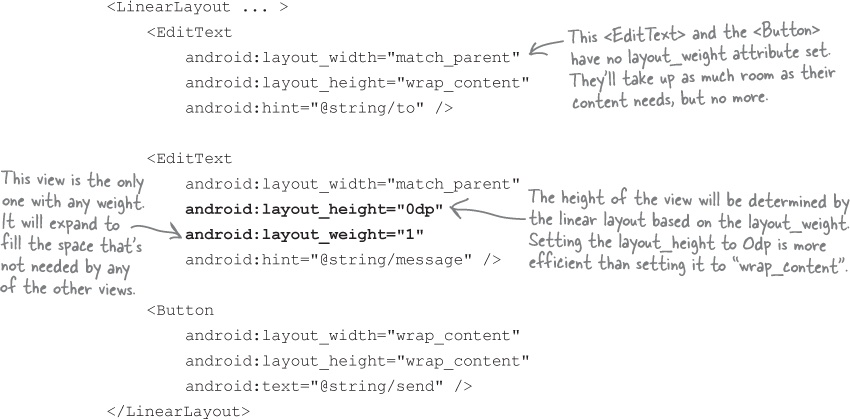 <LinearLayout ... >
<EditText
android:layout_width="match_parent"
android:layout_height="wrap_content"
android:hint="@string/to" />
This <EditText> and the <Button>
have no layout_weight attribute set.
They'll take up as much room as their
content needs, but no more.
<EditText
android:layout_width="match_parent"
android:layout_height="0dp"
android:layout_weight="1"
android:hint="@string/message" />
This view is the only
one with any weight.
It will expand to
fill the space that's
not needed by any
of the other views.
The height of the view will be determined by
the linear layout based on the layout_weight.
Setting the layout_height to 0dp is more
efficient than setting it to "wrap_content".
<Button
android:layout_width="wrap_content"
android:layout_height="wrap_content"
android:text="@string/send" />
</LinearLayout>